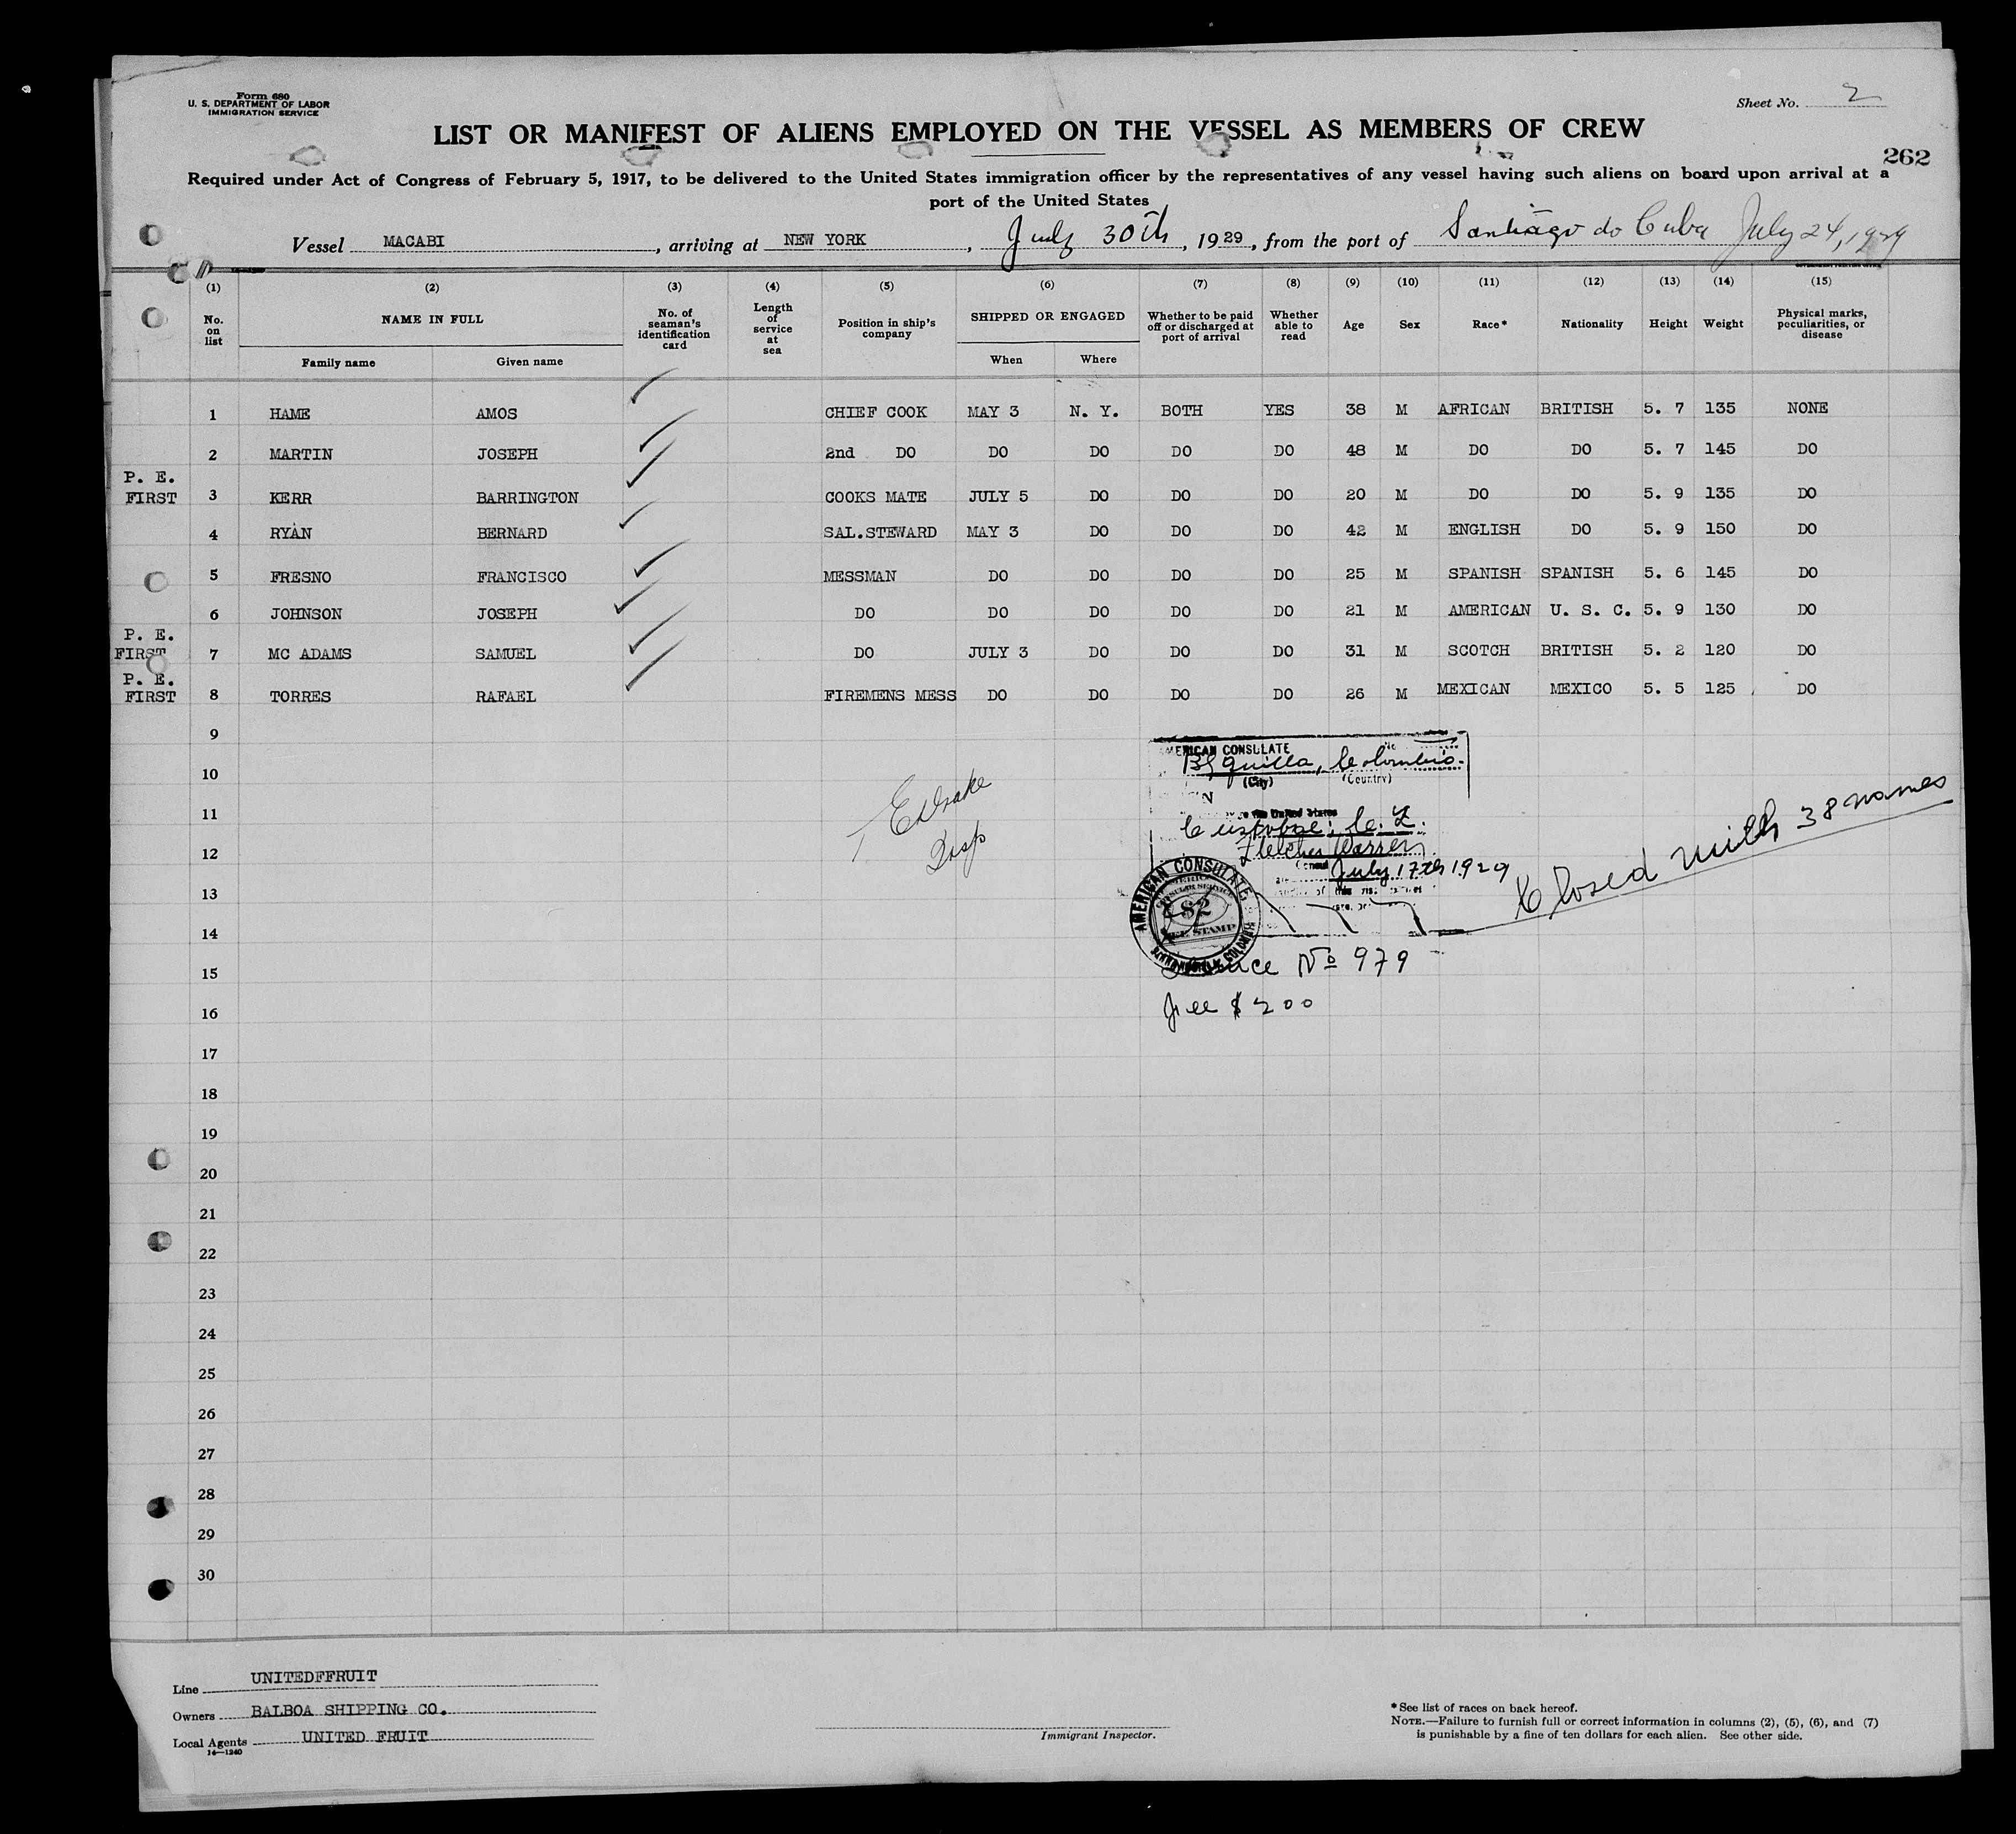 Form 680
U. S. DEPARTMENT OF LABOR
IMMIGRATION SERVICE
Sheet No. 2
LIST OR MANIFEST OF ALIENS EMPLOYED ON THE VESSEL AS MEMBERS OF CREW
262
Required under Act of Congress of February 5, 1917, to be delivered to the United States immigration officer by the representatives of any vessel having such aliens on board upon arrival at a
port of the United States
Vessel MACABI, arriving at NEW YORK, July 30th, 1929, from the port of Santiago do Cuba July 24, 1929
(1) (2) (3) (4) (5) (6) (7) (8) (9) (10) (11) (12) (13) (14) (15)
No. on list
NAME IN FULL
Family name
Given name
No. of seaman's identification card
Length of service at sea
Position in ship's company
SHIPPED OR ENGAGED
When
Where
Whether to be paid off or discharged at port of arrival
Whether able to read
Age
Sex
Race*
Nationality
Height
Weight
Physical marks, peculiarities, or disease
1 HAME AMOS CHIEF COOK MAY 3 N. Y. BOTH YES 38 M AFRICAN BRITISH 5. 7 135 NONE
2 MARTIN JOSEPH 2nd DO DO DO DO DO 48 M DO DO 5. 7 145 DO
P. E.
FIRST 3 KERR BARRINGTON COOKS MATE JULY 5 DO DO DO 20 M DO DO 5. 9 135 DO
4 RYAN BERNARD SAL.STEWARD MAY 3 DO DO DO 42 M ENGLISH DO 5. 9 150 DO
5 FRESNO FRANCISCO MESSMAN DO DO DO DO 25 M SPANISH SPANISH 5. 6 145 DO
6 JOHNSON JOSEPH DO DO DO DO DO 21 M AMERICAN U. S. C. 5. 9 130 DO
P. E.
FIRST 7 MC ADAMS SAMUEL DO JULY 3 DO DO DO 31 M SCOTCH BRITISH 5. 2 120 DO
P. E.
FIRST 8 TORRES RAFAEL FIREMENS MESS DO DO DO DO 26 M MEXICAN MEXICO 5. 5 125 DO
9
10
11
12
13
14
15
16
17
18
19
20
21
22
23
24
25
26
27
28
29
30
E Drake
AMERICAN CONSULATE
B/quilla, Colombia.
(City) (Country)
the United States
Cristobal, C. Z.
Fletcher Warren
July 17th 1929
AMERICAN CONSULATE,
$2
FEE STAMP
BARRANQUILLA, COLOMBIA
Closed with 38 names
No 979
Fee $ 200
Line UNITEDFFRUIT
Owners BALBOA SHIPPING CO.
Local Agents UNITED FRUIT
14—1240
Immigrant Inspector.
* See list of races on back hereof.
NOTE.—Failure to furnish full or correct information in columns (2), (5), (6), and (7)
is punishable by a fine of ten dollars for each alien. See other side.